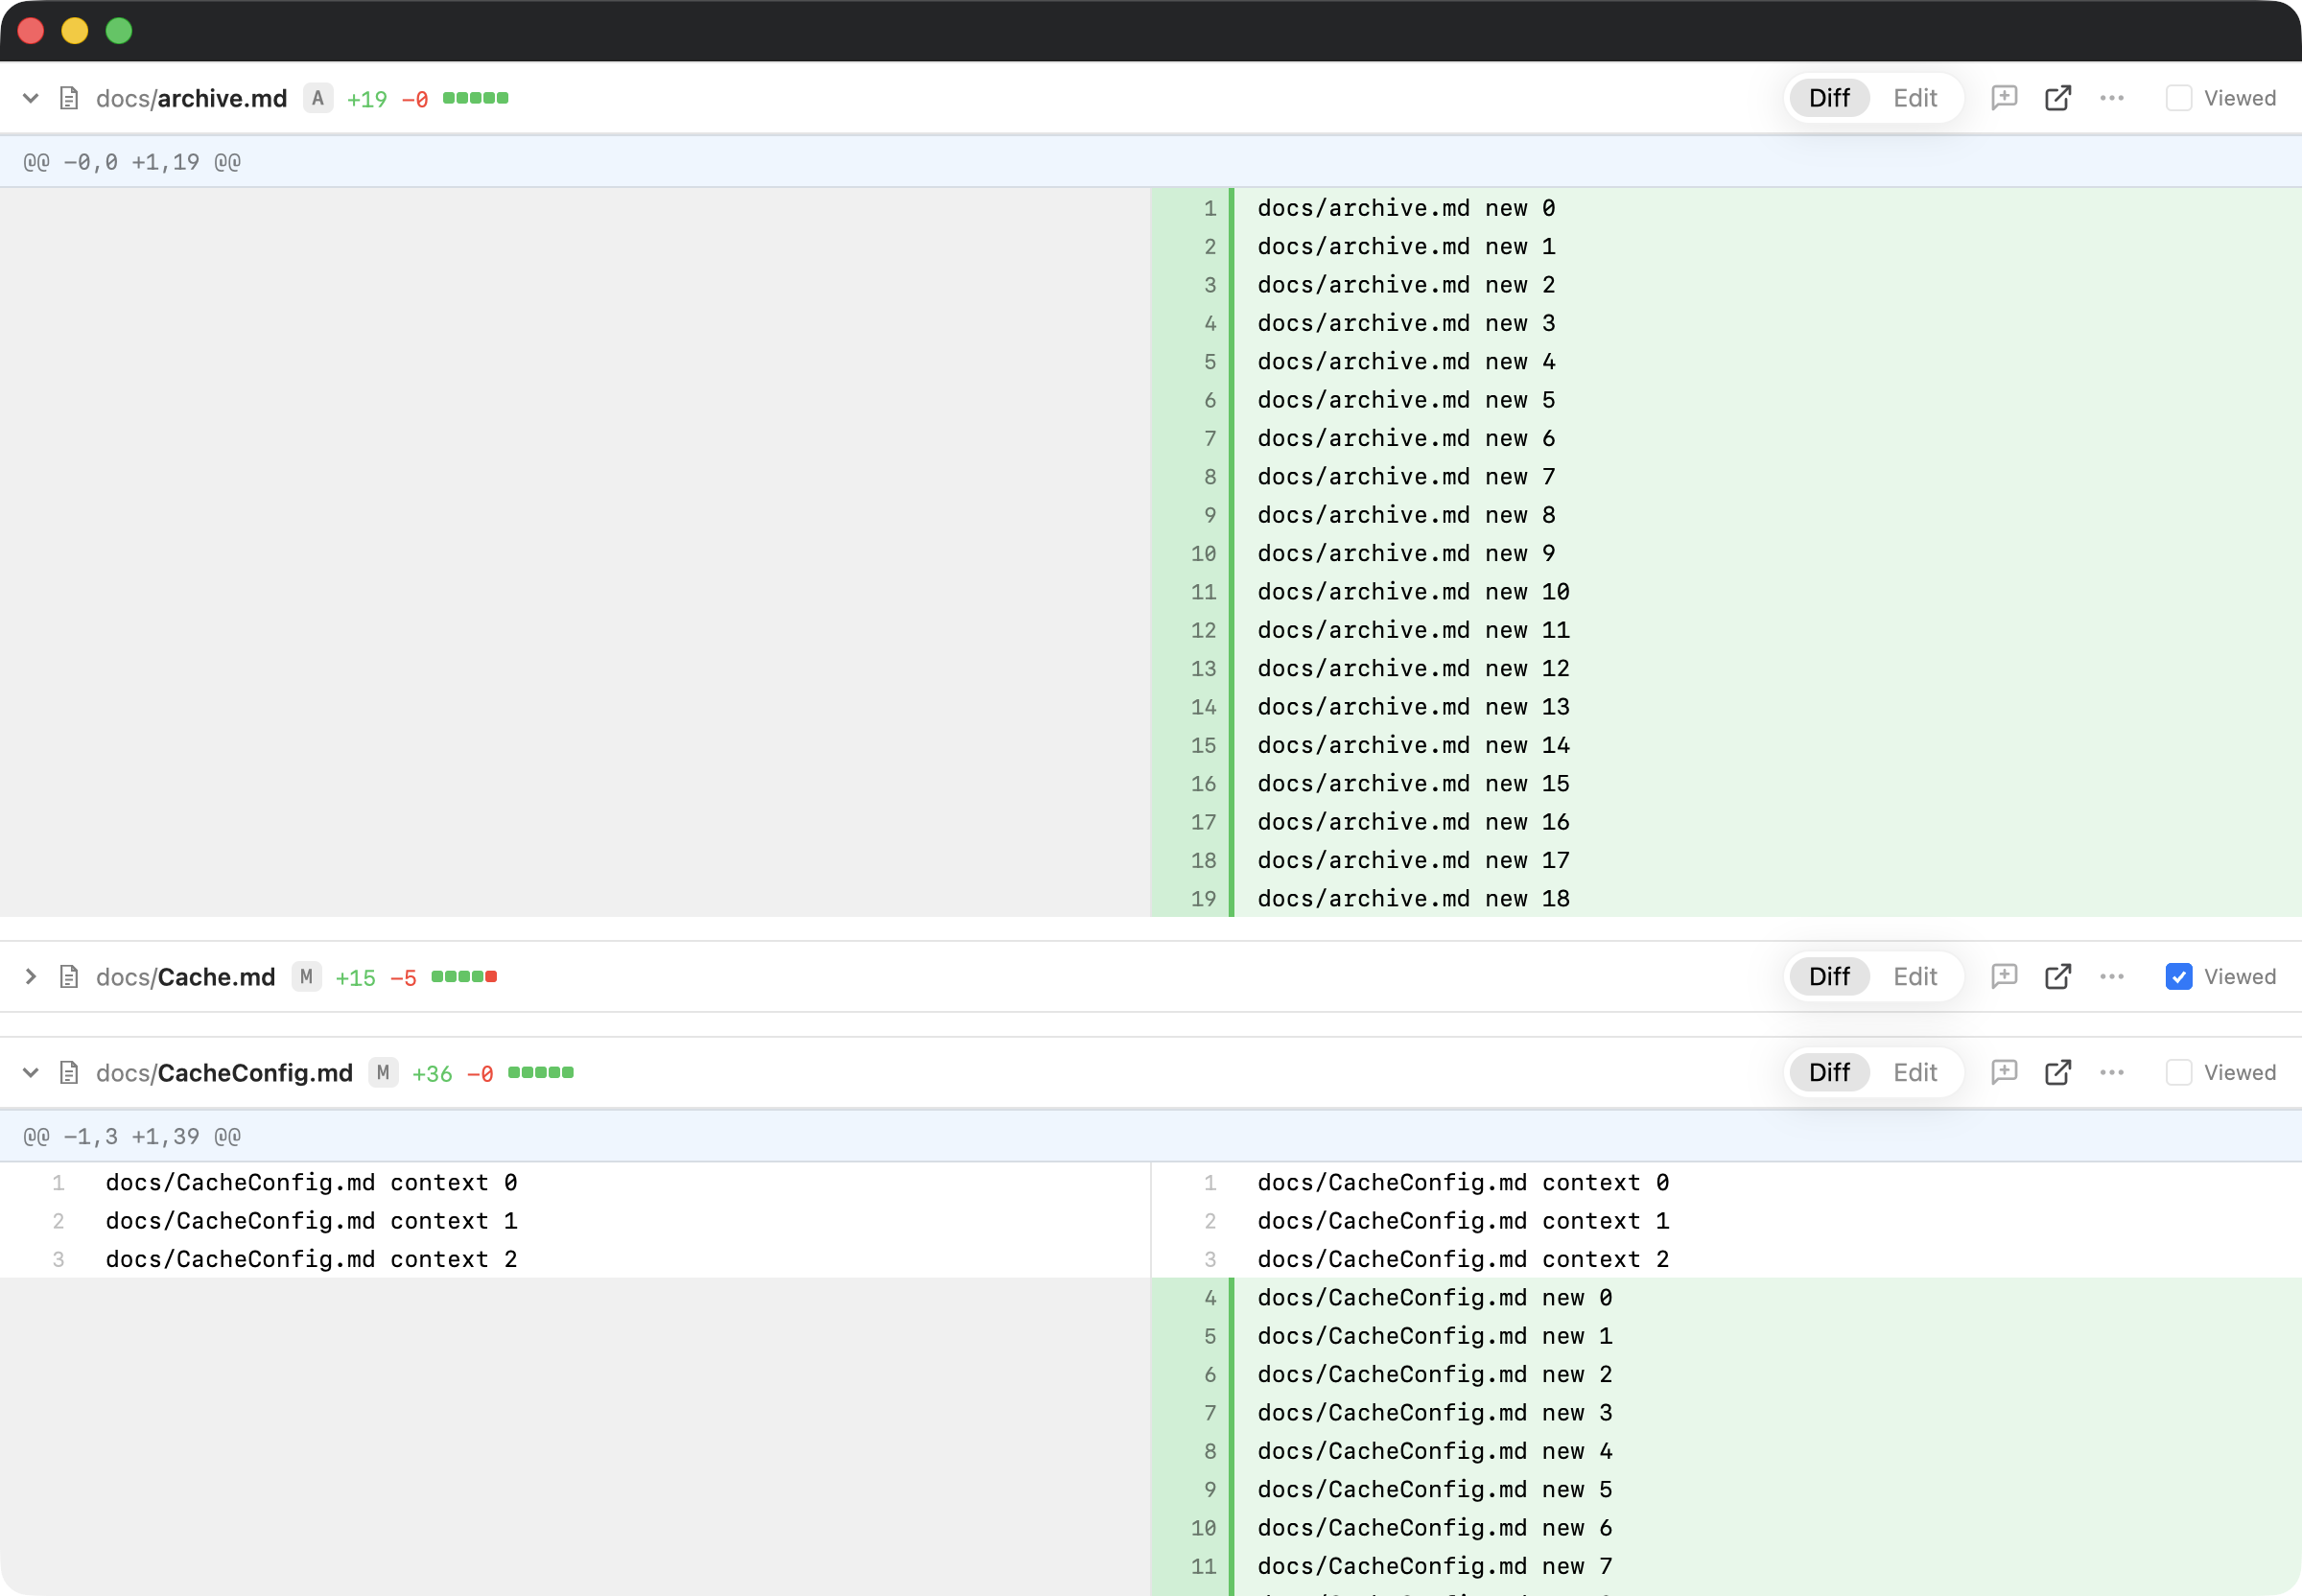 docs/archive.md A +19 −0 Diff Edit Viewed
@@ −0,0 +1,19 @@
1 docs/archive.md new 0
2 docs/archive.md new 1
3 docs/archive.md new 2
4 docs/archive.md new 3
5 docs/archive.md new 4
6 docs/archive.md new 5
7 docs/archive.md new 6
8 docs/archive.md new 7
9 docs/archive.md new 8
10 docs/archive.md new 9
11 docs/archive.md new 10
12 docs/archive.md new 11
13 docs/archive.md new 12
14 docs/archive.md new 13
15 docs/archive.md new 14
16 docs/archive.md new 15
17 docs/archive.md new 16
18 docs/archive.md new 17
19 docs/archive.md new 18
docs/Cache.md M +15 −5 Diff Edit Viewed
docs/CacheConfig.md M +36 −0 Diff Edit Viewed
@@ −1,3 +1,39 @@
1 docs/CacheConfig.md context 0 1 docs/CacheConfig.md context 0
2 docs/CacheConfig.md context 1 2 docs/CacheConfig.md context 1
3 docs/CacheConfig.md context 2 3 docs/CacheConfig.md context 2
4 docs/CacheConfig.md new 0
5 docs/CacheConfig.md new 1
6 docs/CacheConfig.md new 2
7 docs/CacheConfig.md new 3
8 docs/CacheConfig.md new 4
9 docs/CacheConfig.md new 5
10 docs/CacheConfig.md new 6
11 docs/CacheConfig.md new 7